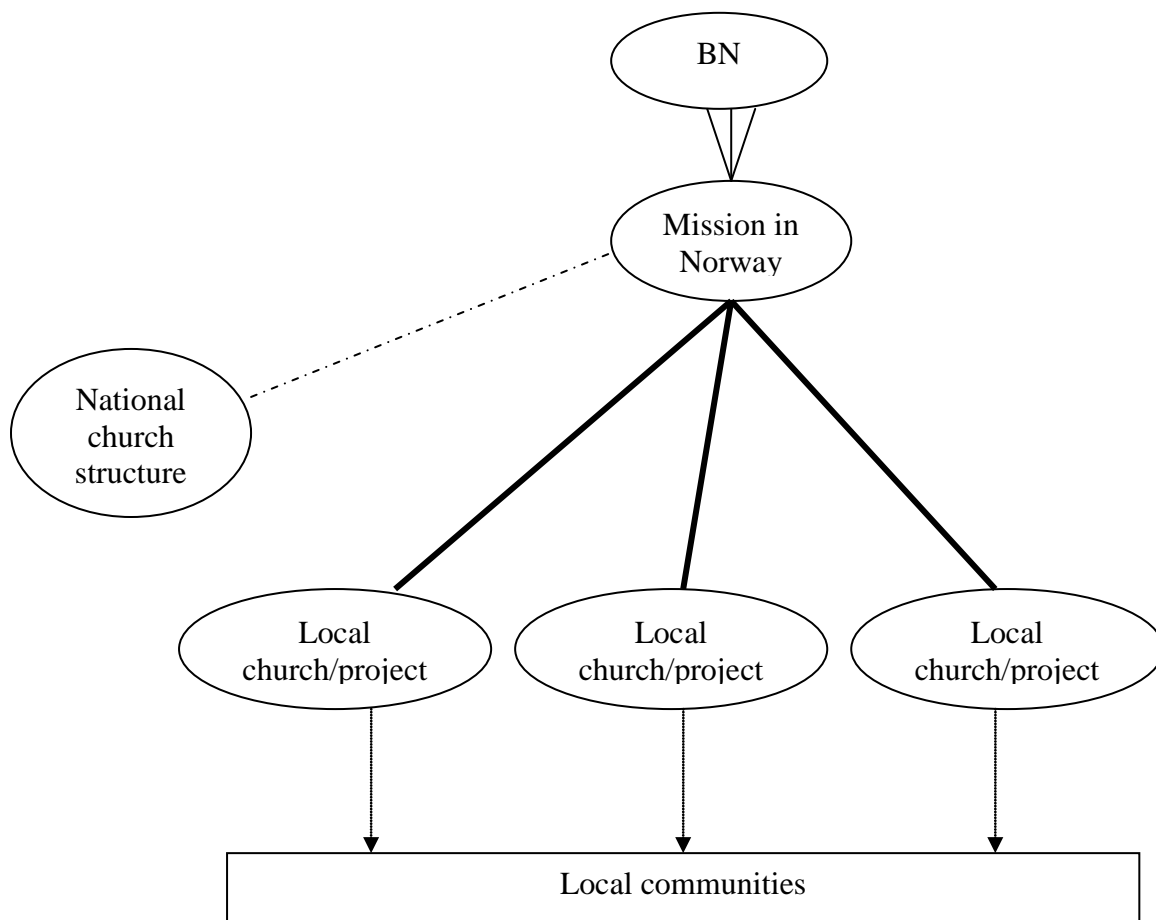 BN
Mission in
Norway
National
church
structure
Local
church/project
Local
church/project
Local
church/project
Local communities